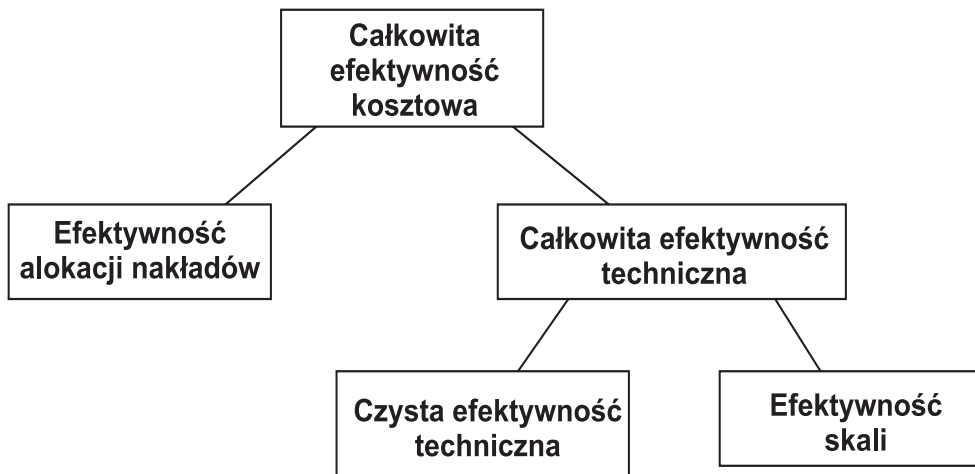 Całkowita
efektywność
kosztowa
Efektywność
alokacji nakładów
Całkowita efektywność
techniczna
Czysta efektywność
techniczna
Efektywność
skali